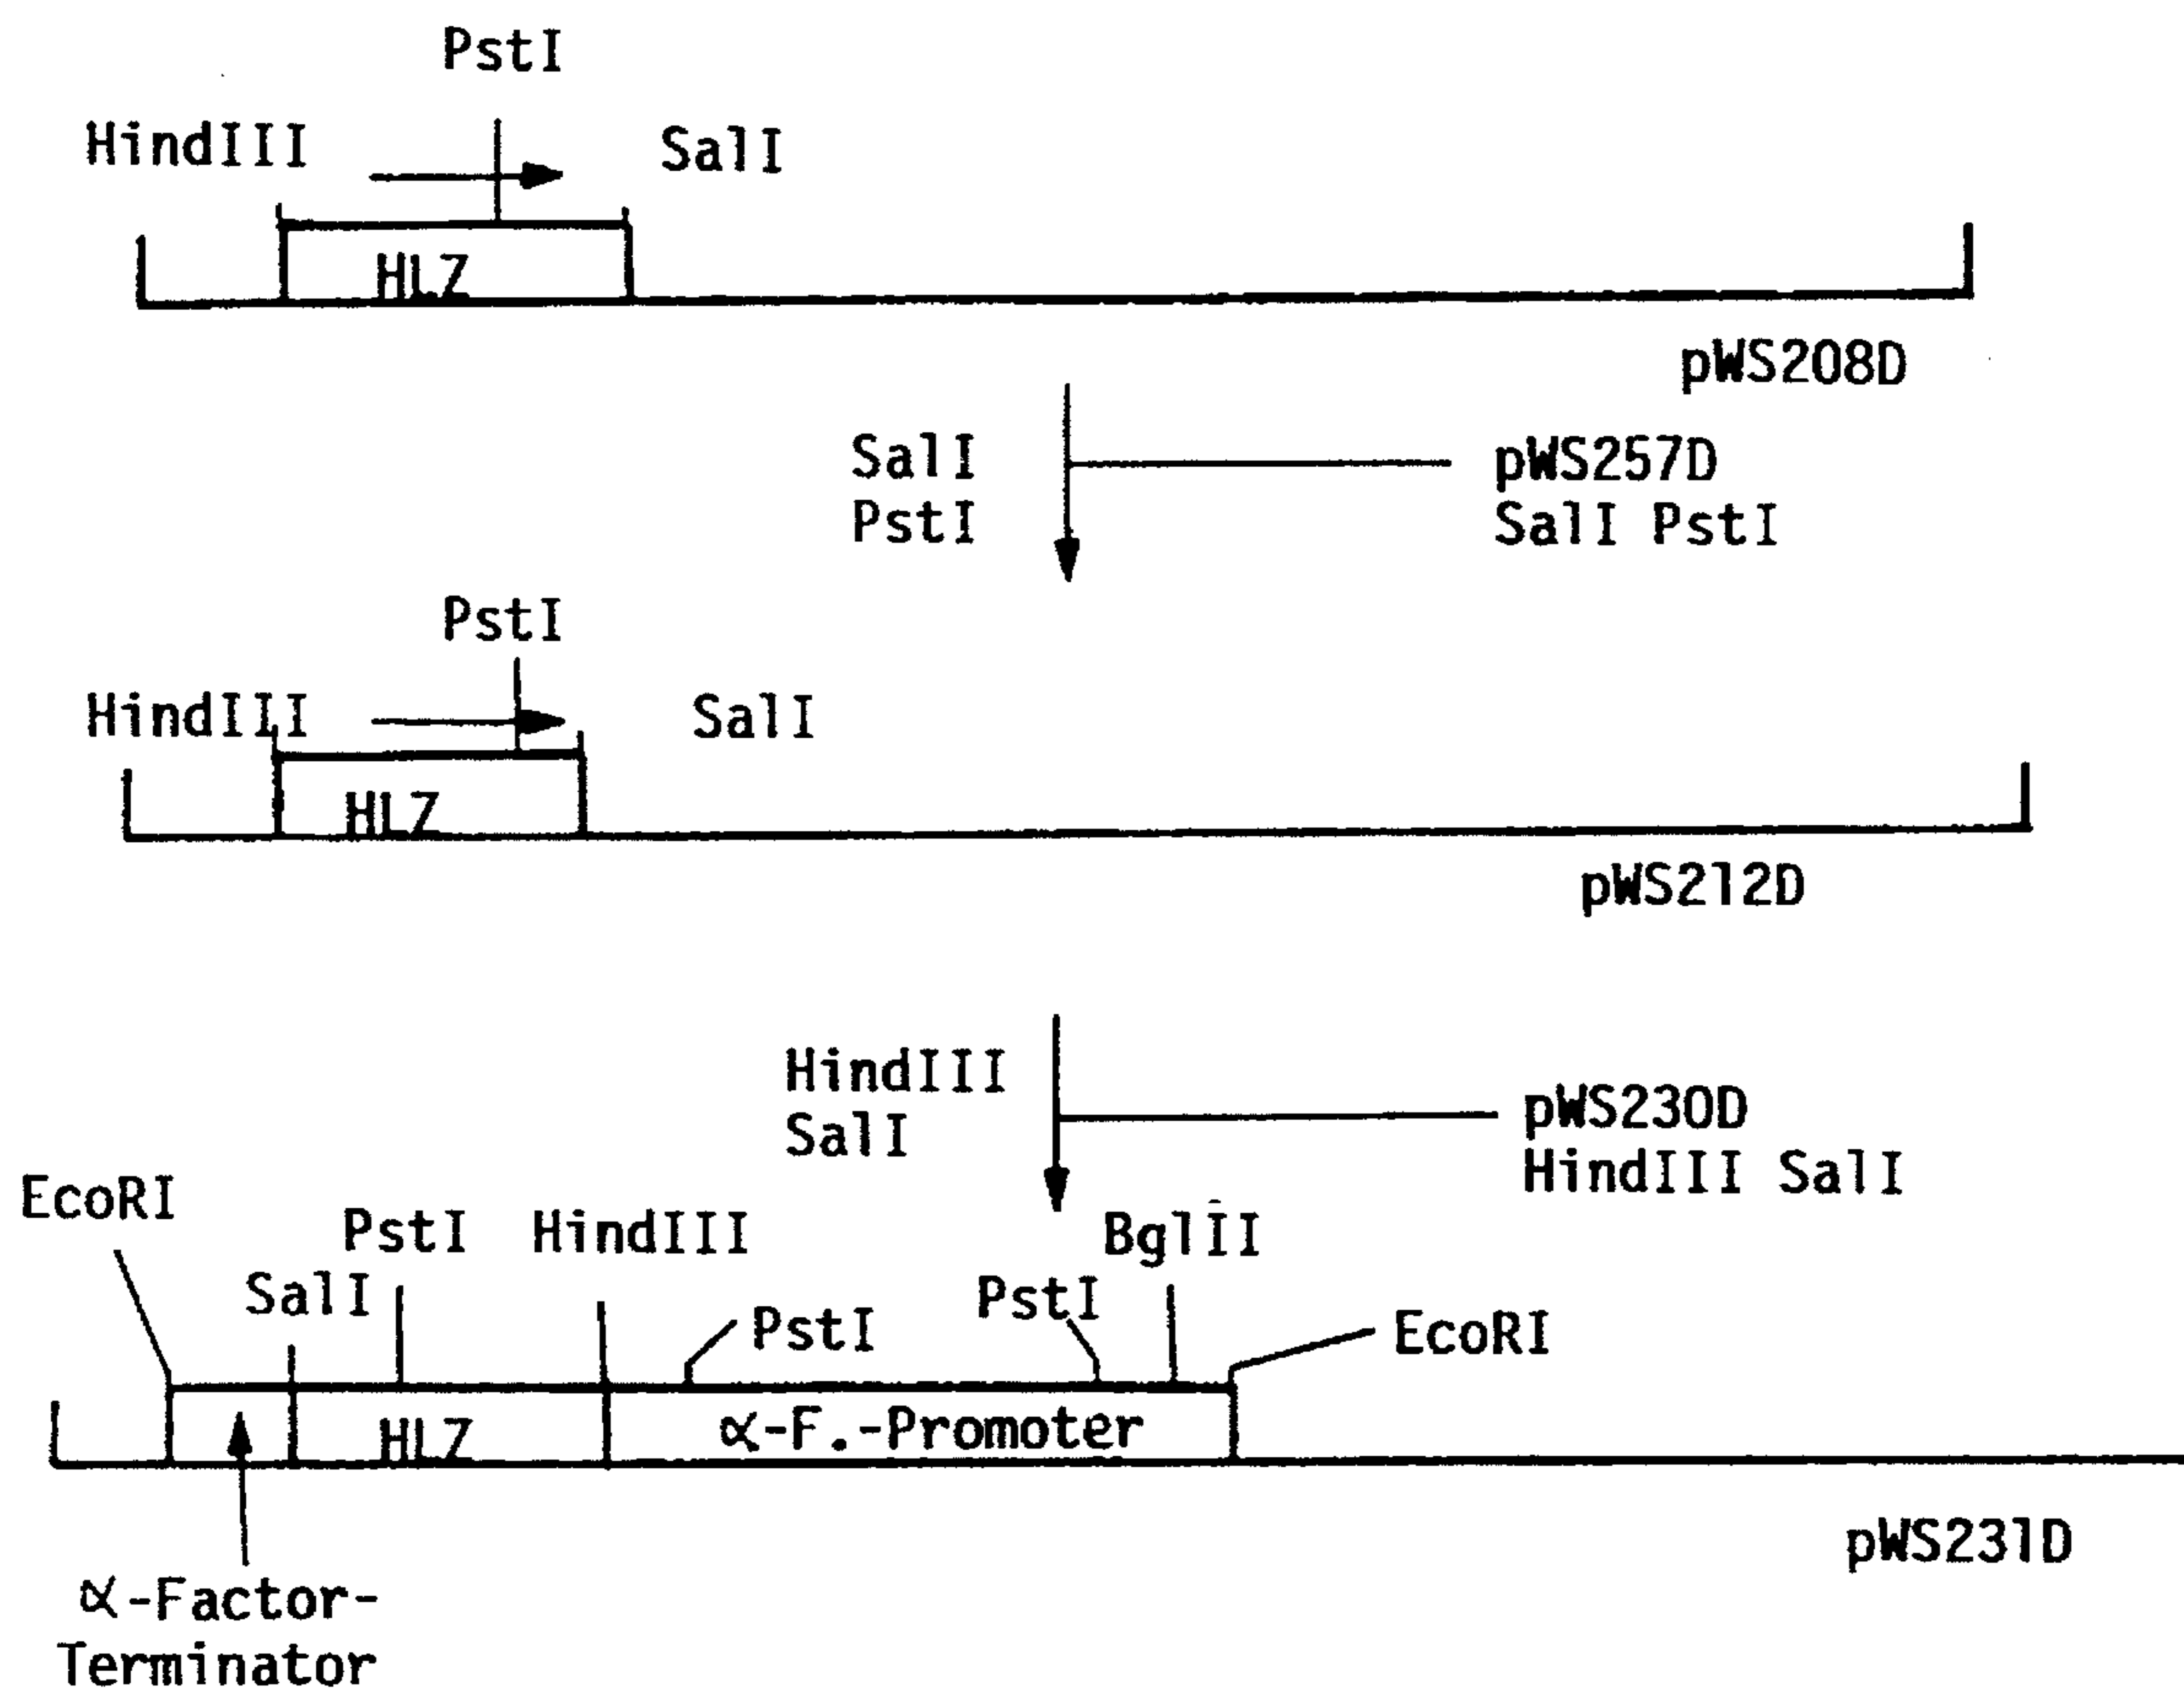 PstI
HindIII
SalI
HLZ
pWS208D
SalI
PstI
pWS257D
SalI PstI
PstI
HindIII
SalI
HLZ
pWS212D
HindIII
SalI
pWS230D
HindIII SalI
EcoRI
PstI
HindIII
BglII
SalI
PstI
PstI
EcoRI
HLZ
α-F.-Promoter
pWS231D
α-Factor-
Terminator